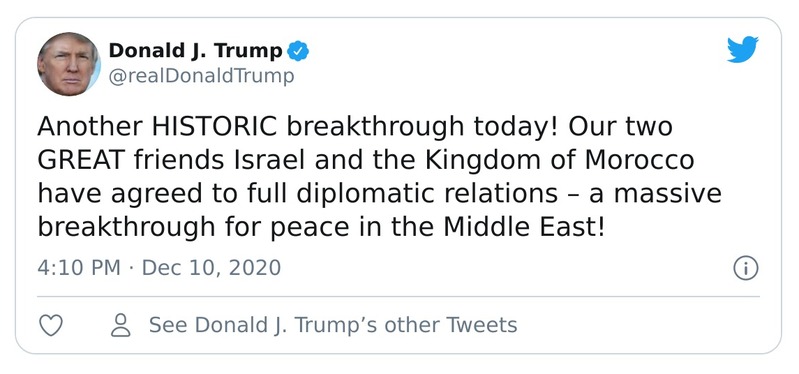 Donald J. Trump
@realDonaldTrump
Another HISTORIC breakthrough today! Our two
GREAT friends Israel and the Kingdom of Morocco
have agreed to full diplomatic relations – a massive
breakthrough for peace in the Middle East!
4:10 PM · Dec 10, 2020
See Donald J. Trump’s other Tweets